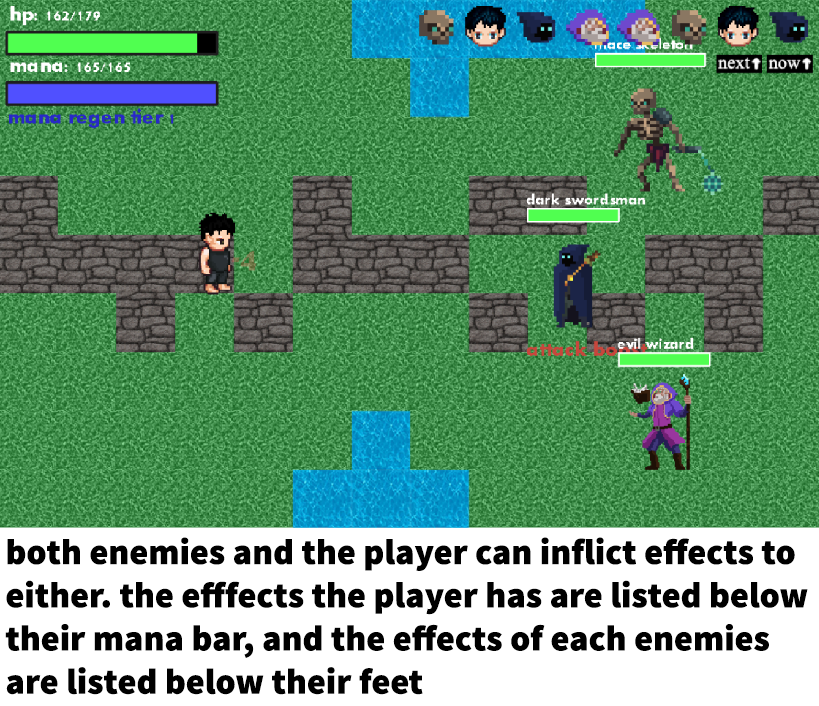 hp: 162/179
mana: 165/165
mana regen tier i
mace skeleton
next↑ now↑
dark swordsman
attack
evil wizard
both enemies and the player can inflict effects to
either. the efffects the player has are listed below
their mana bar, and the effects of each enemies
are listed below their feet